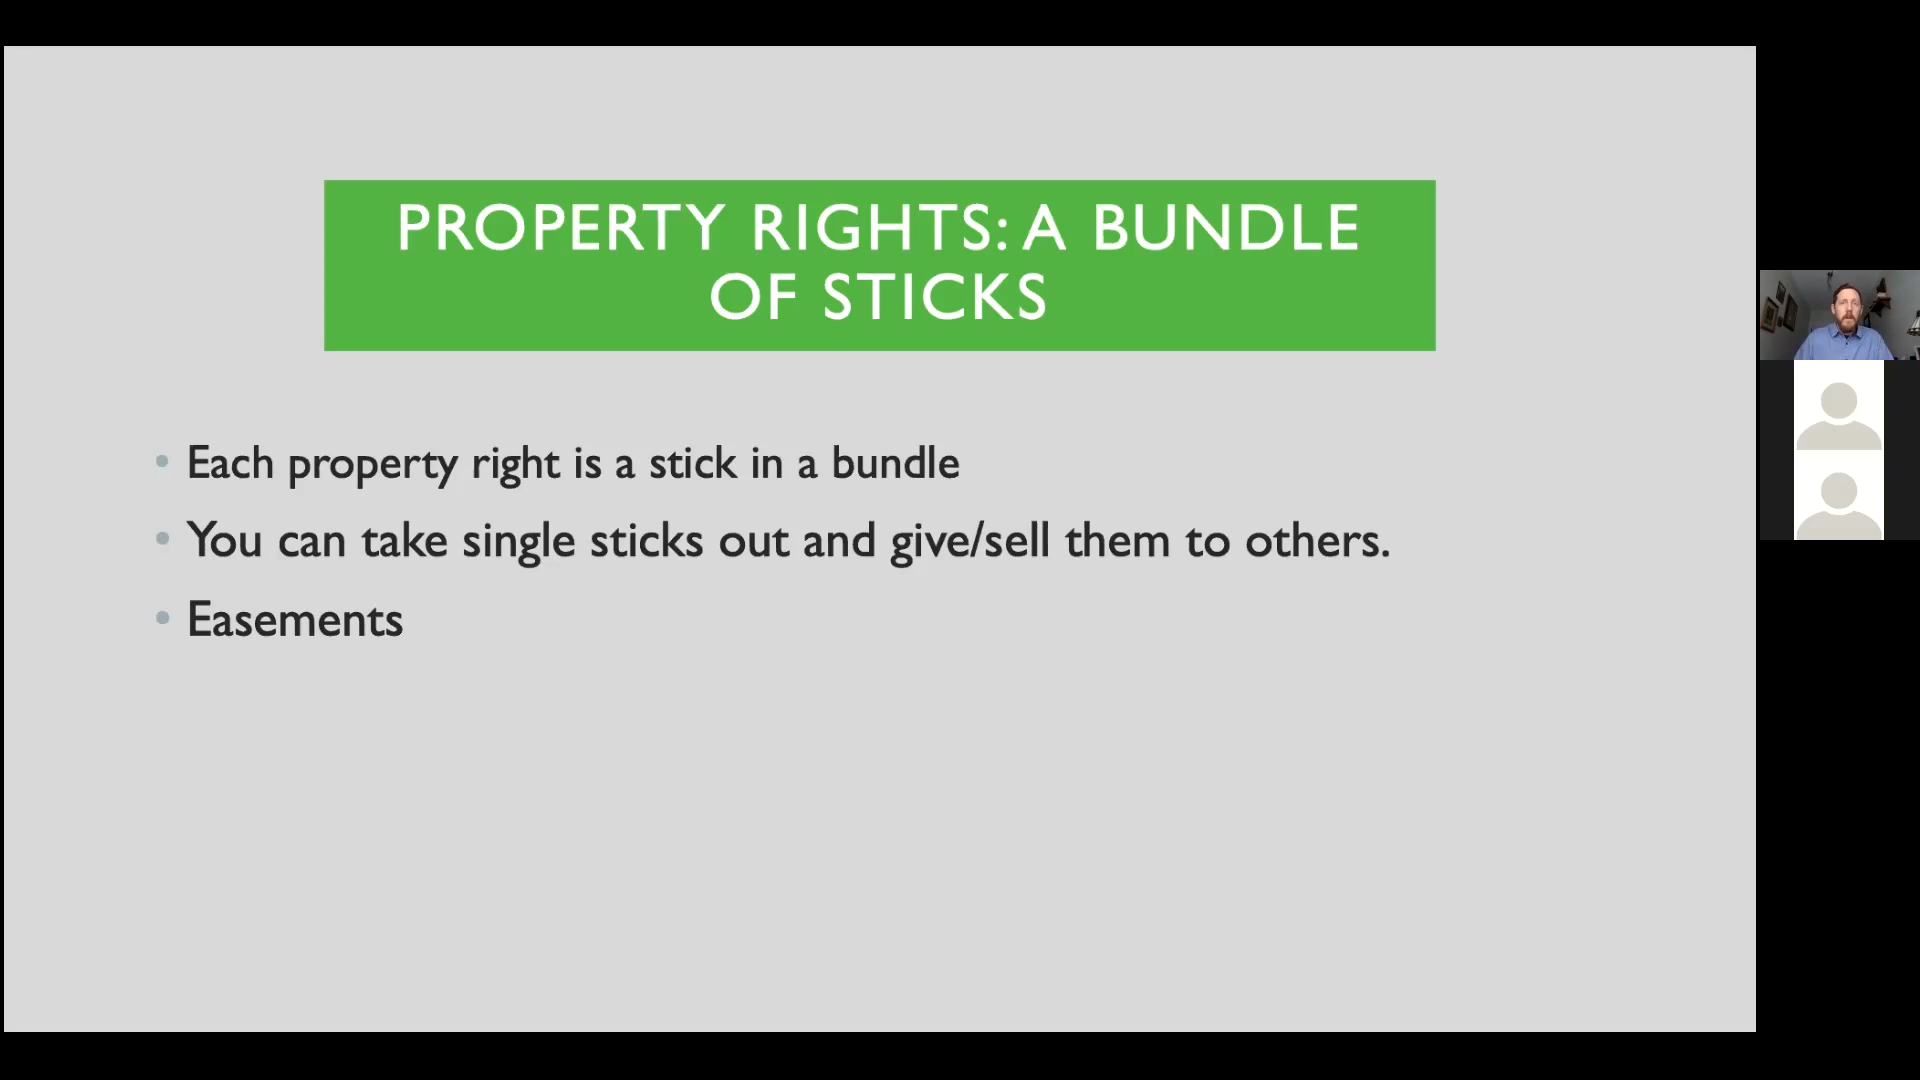 PROPERTY RIGHTS: A BUNDLE
OF STICKS
• Each property right is a stick in a bundle
• You can take single sticks out and give/sell them to others.
• Easements